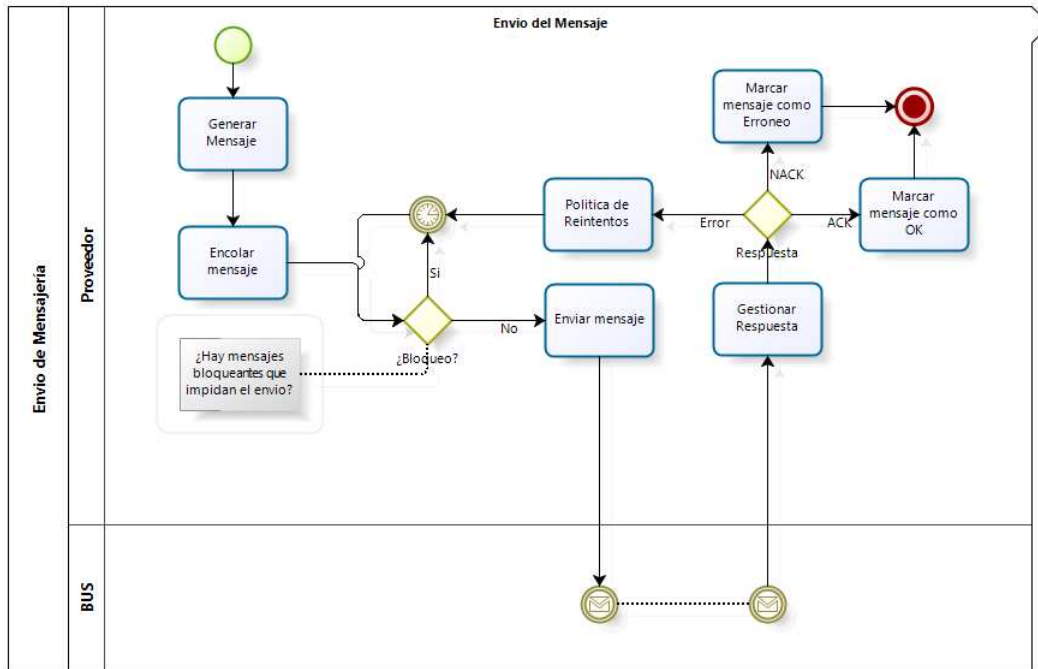 Envio del Mensaje
Envio de Mensajería
Proveedor
BUS
Generar
Mensaje
Encolar
mensaje
¿Hay mensajes
bloqueantes que
impidan el envio?
Si
¿Bloqueo?
No
Enviar mensaje
Politica de
Reintentos
Error
Marcar
mensaje como
Erroneo
NACK
ACK
Respuesta
Marcar
mensaje como
OK
Gestionar
Respuesta